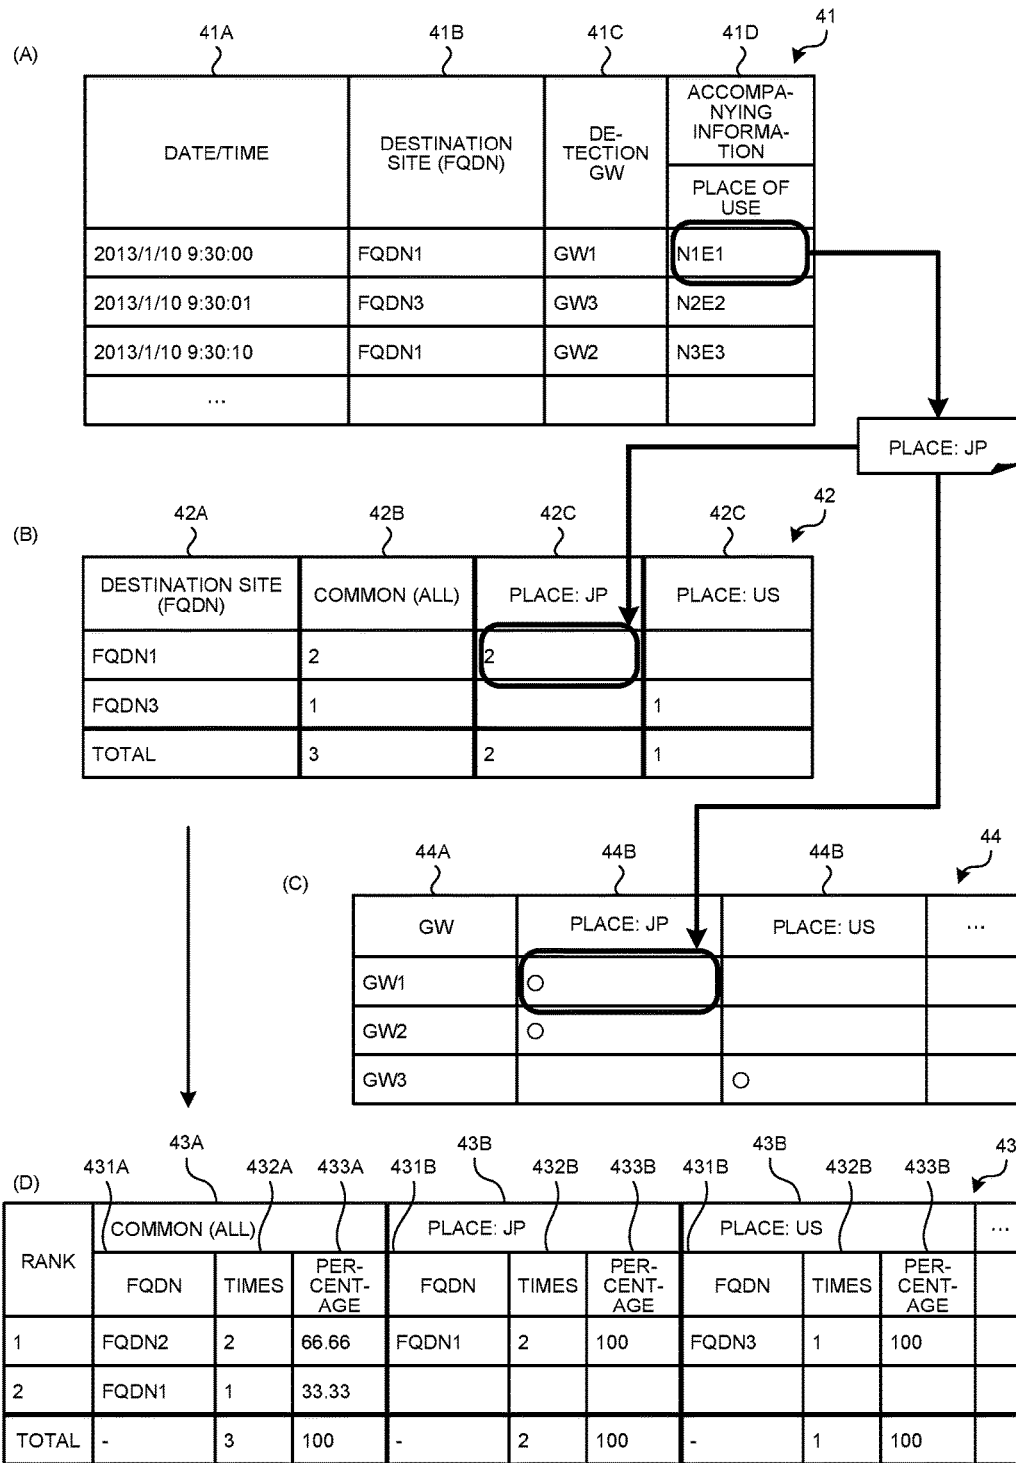 41A 41B 41C 41D 41
(A)
DATE/TIME
DESTINATION
SITE (FQDN)
DE-
TECTION
GW
ACCOMPA-
NYING
INFORMA-
TION
PLACE OF
USE
2013/1/10 9:30:00 FQDN1 GW1 N1E1
2013/1/10 9:30:01 FQDN3 GW3 N2E2
2013/1/10 9:30:10 FQDN1 GW2 N3E3
...
PLACE: JP
42A 42B 42C 42C 42
(B)
DESTINATION SITE
(FQDN)
COMMON (ALL) PLACE: JP PLACE: US
FQDN1 2 2
FQDN3 1 1
TOTAL 3 2 1
44A 44B 44B 44
(C)
GW PLACE: JP PLACE: US ...
GW1 ○
GW2 ○
GW3 ○
43A 43B 43B 43
431A 432A 433A 431B 432B 433B 431B 432B 433B
(D)
RANK
COMMON (ALL) PLACE: JP PLACE: US ...
FQDN TIMES
PER-
CENT-
AGE
FQDN TIMES
PER-
CENT-
AGE
FQDN TIMES
PER-
CENT-
AGE
1 FQDN2 2 66.66 FQDN1 2 100 FQDN3 1 100
2 FQDN1 1 33.33
TOTAL - 3 100 - 2 100 - 1 100